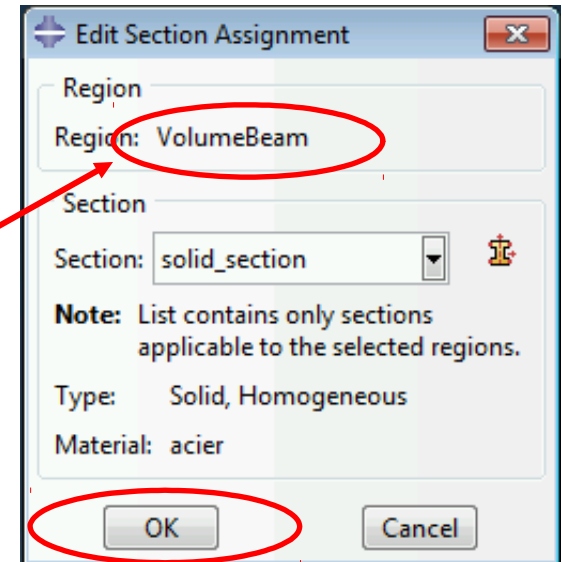 Edit Section Assignment
Region
Region: VolumeBeam
Section
Section: solid_section
Note: List contains only sections
applicable to the selected regions.
Type: Solid, Homogeneous
Material: acier
OK Cancel